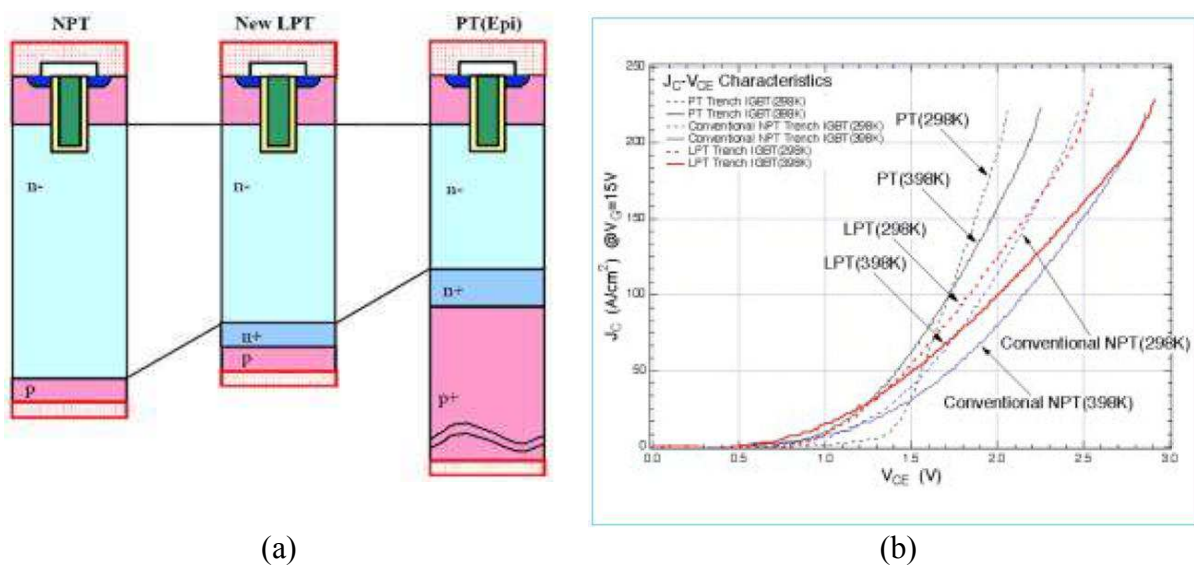 NPT
New LPT
PT(Epi)
n-
n-
n-
n+
n+
p
p
p+
(a)
J_C-V_CE Characteristics
PT Trench IGBT(298K)
PT Trench IGBT(398K)
Conventional NPT Trench IGBT(298K)
Conventional NPT Trench IGBT(398K)
LPT Trench IGBT(298K)
LPT Trench IGBT(398K)
PT(298K)
PT(398K)
LPT(298K)
LPT(398K)
Conventional NPT(298K)
Conventional NPT(398K)
J_C (A/cm²) @V_G=15V
250
200
150
100
50
0
0.0 0.5 1.0 1.5 2.0 2.5 3.0
V_CE (V)
(b)